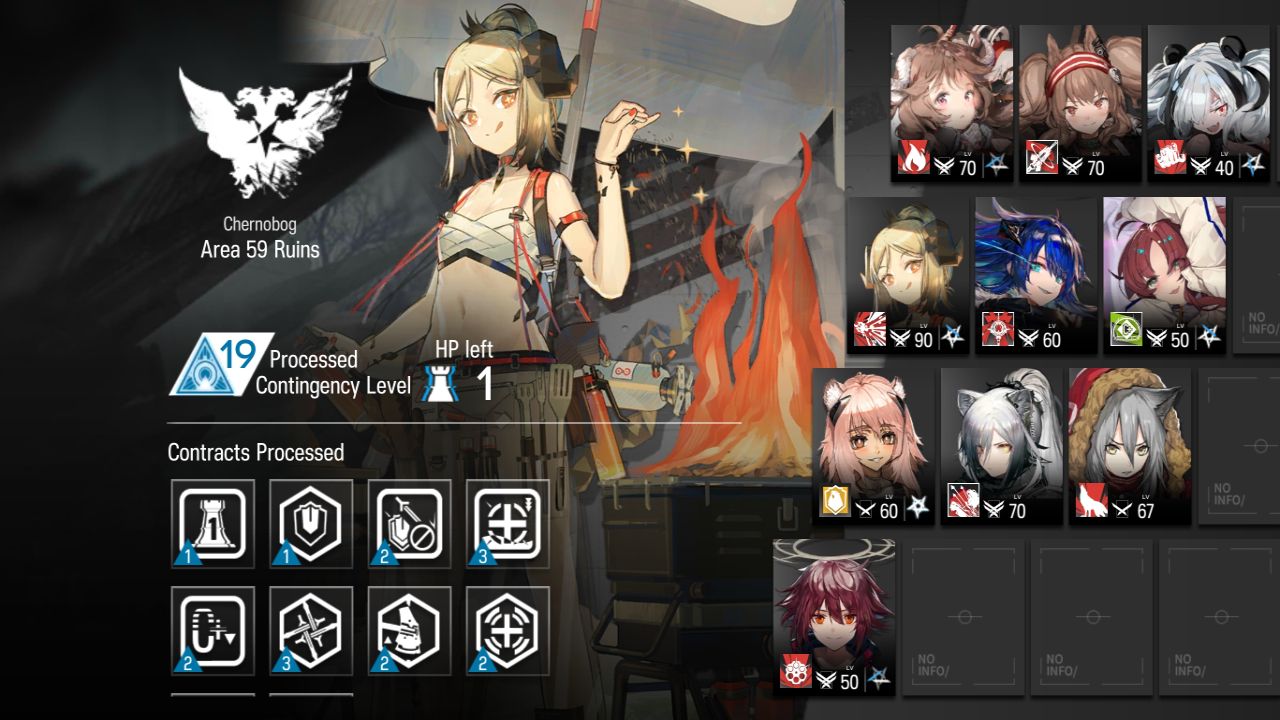 Chernobog
Area 59 Ruins
19
Processed
Contingency Level
HP left
1
Contracts Processed
1
1
2
3
2
3
2
2
LV
70
LV
70
LV
40
LV
90
LV
60
LV
50
NO
INFO/
LV
60
LV
70
LV
67
NO
INFO/
LV
50
NO
INFO/
NO
INFO/
NO
INFO/